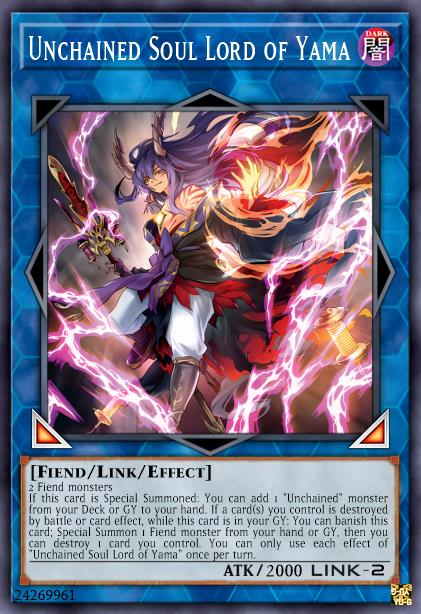 UNCHAINED SOUL LORD OF YAMA
DARK
闇
[FIEND/LINK/EFFECT]
2 Fiend monsters
If this card is Special Summoned: You can add 1 "Unchained" monster
from your Deck or GY to your hand. If a card(s) you control is destroyed
by battle or card effect, while this card is in your GY: You can banish this
card; Special Summon 1 Fiend monster from your hand or GY, then you
can destroy 1 card you control. You can only use each effect of
"Unchained Soul Lord of Yama" once per turn.
ATK/2000 LINK-2
24269961